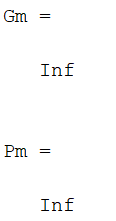 Gm =
Inf
Pm =
Inf